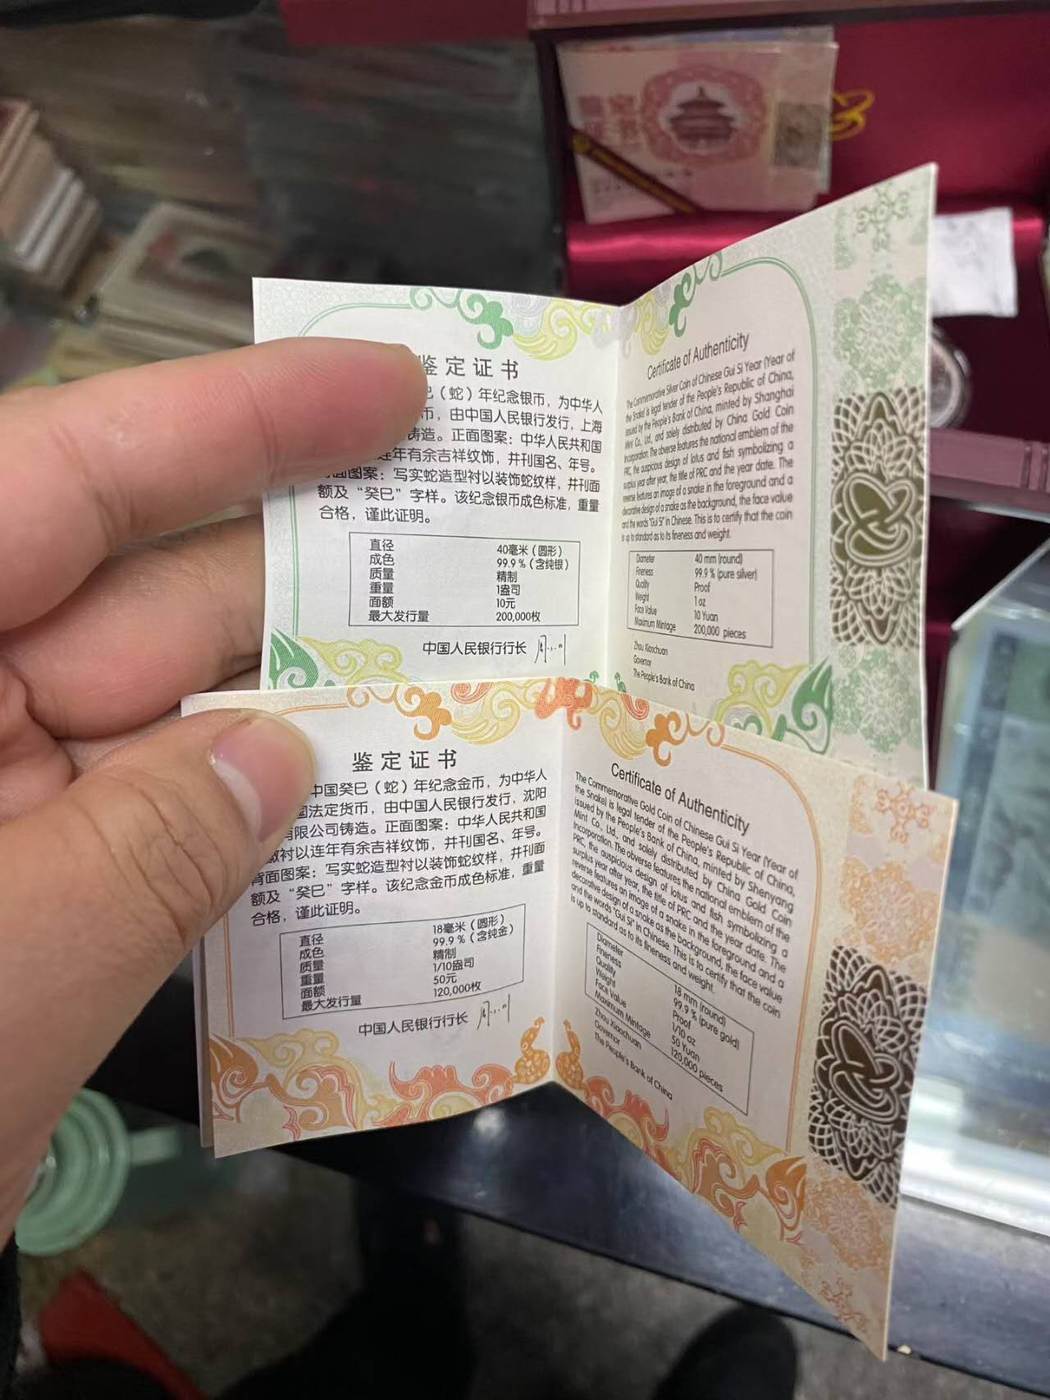 鉴定证书
（蛇）年纪念银币，为中华人
币，由中国人民银行发行，上海
铸造。正面图案：中华人民共和国
连年有余吉祥纹饰，并刊国名、年号。
面图案：写实蛇造型衬以装饰蛇纹样，并刊面
额及“癸巳”字样。该纪念银币成色标准，重量
合格，谨此证明。
直径 40毫米（圆形）
成色 99.9％（含纯银）
质量 精制
重量 1盎司
面额 10元
最大发行量 200,000枚
中国人民银行行长
Certificate of Authenticity
The Commemorative Silver Coin of Chinese Gui Si Year (Year of
the Snake) is legal tender of the People's Republic of China,
issued by the People's Bank of China, minted by Shanghai
Mint Co., Ltd., and solely distributed by China Gold Coin
Incorporation. The obverse features the national emblem of the
PRC, the auspicious design of lotus and fish symbolizing a
surplus year after year, the title of PRC and the year date. The
reverse features an image of a snake in the foreground and a
decorative design of a snake as the background, the face value
and the words "Gui Si" in Chinese. This is to certify that the coin
is up to standard as to its fineness and weight.
Diameter 40 mm (round)
Fineness 99.9 % (pure silver)
Quality Proof
Weight 1 oz
Face Value 10 Yuan
Maximum Mintage 200,000 pieces
Zhou Xiaochuan
Governor
The People's Bank of China
鉴定证书
中国癸巳（蛇）年纪念金币，为中华人
国法定货币，由中国人民银行发行，沈阳
有限公司铸造。正面图案：中华人民共和国
徽衬以连年有余吉祥纹饰，并刊国名、年号。
背面图案：写实蛇造型衬以装饰蛇纹样，并刊面
额及“癸巳”字样。该纪念金币成色标准，重量
合格，谨此证明。
直径 18毫米（圆形）
成色 99.9％（含纯金）
质量 精制
重量 1/10盎司
面额 50元
最大发行量 120,000枚
中国人民银行行长
Certificate of Authenticity
The Commemorative Gold Coin of Chinese Gui Si Year (Year of
the Snake) is legal tender of the People's Republic of China,
issued by the People's Bank of China, minted by Shenyang
Mint Co., Ltd., and solely distributed by China Gold Coin
Incorporation. The obverse features the national emblem of the
PRC, the auspicious design of lotus and fish symbolizing a
surplus year after year, the title of PRC and the year date. The
reverse features an image of a snake in the foreground and a
decorative design of a snake as the background, the face value
and the words "Gui Si" in Chinese. This is to certify that the coin
is up to standard as to its fineness and weight.
Diameter 18 mm (round)
Fineness 99.9 % (pure gold)
Quality Proof
Weight 1/10 oz
Face Value 50 Yuan
Maximum Mintage 120,000 pieces
Zhou Xiaochuan
Governor
The People's Bank of China